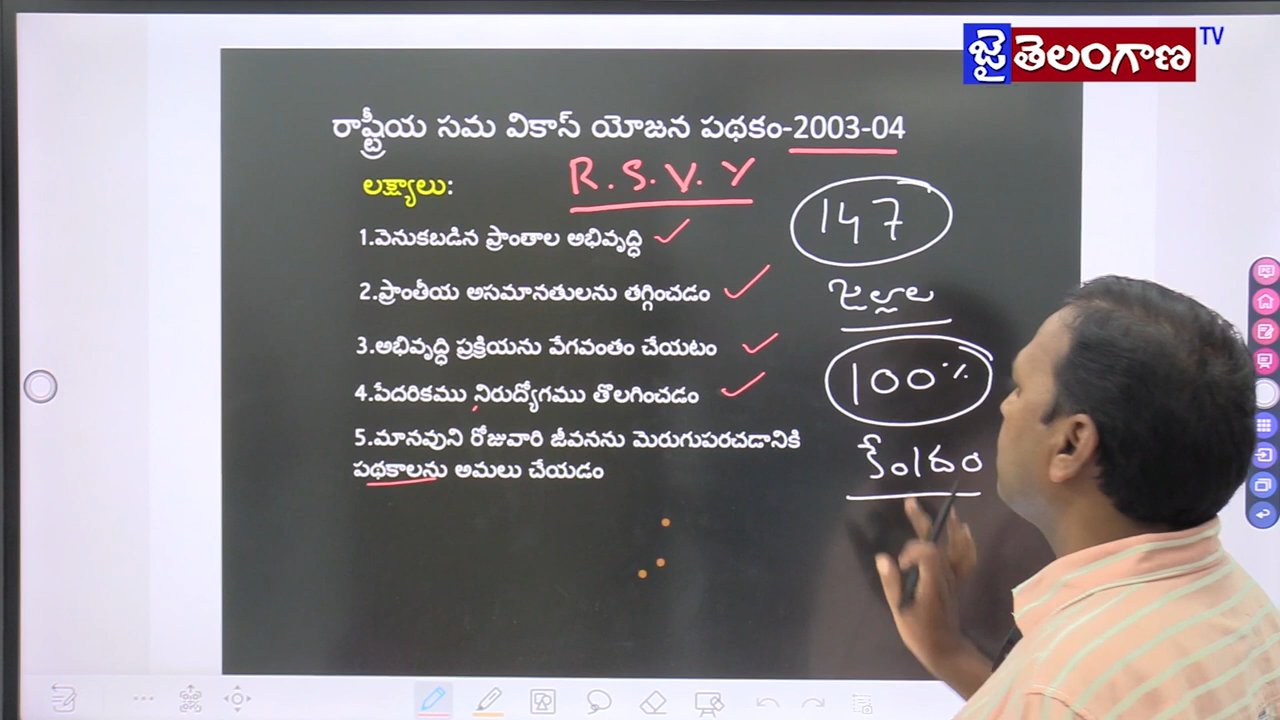 జై తెలంగాణ TV
రాష్ట్రీయ సమ వికాస్ యోజన పథకం-2003-04
R.S.V.Y
లక్ష్యాలు:
147
1.వెనుకబడిన ప్రాంతాల అభివృద్ధి
2.ప్రాంతీయ అసమానతులను తగ్గించడం
జిల్లాల
3.అభివృద్ధి ప్రక్రియను వేగవంతం చేయటం
100%
4.పేదరికము నిరుద్యోగము తొలగించడం
5.మానవుని రోజువారి జీవనను మెరుగుపరచడానికి
పథకాలను అమలు చేయడం
కేంద్రం